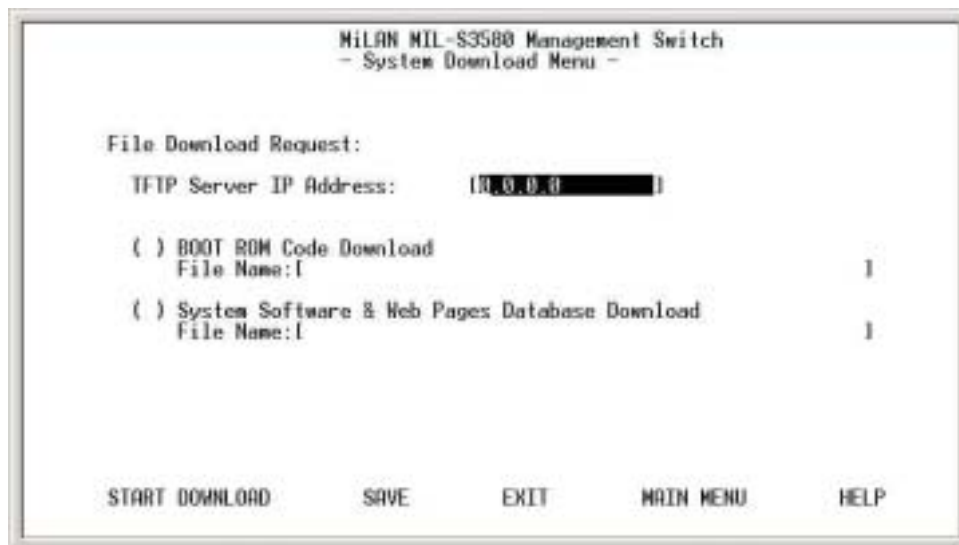 MiLAN MIL-S3580 Management Switch
- System Download Menu -
File Download Request:
TFTP Server IP Address: [0.0.0.0 ]
( ) BOOT ROM Code Download
File Name:[ ]
( ) System Software & Web Pages Database Download
File Name:[ ]
START DOWNLOAD SAVE EXIT MAIN MENU HELP